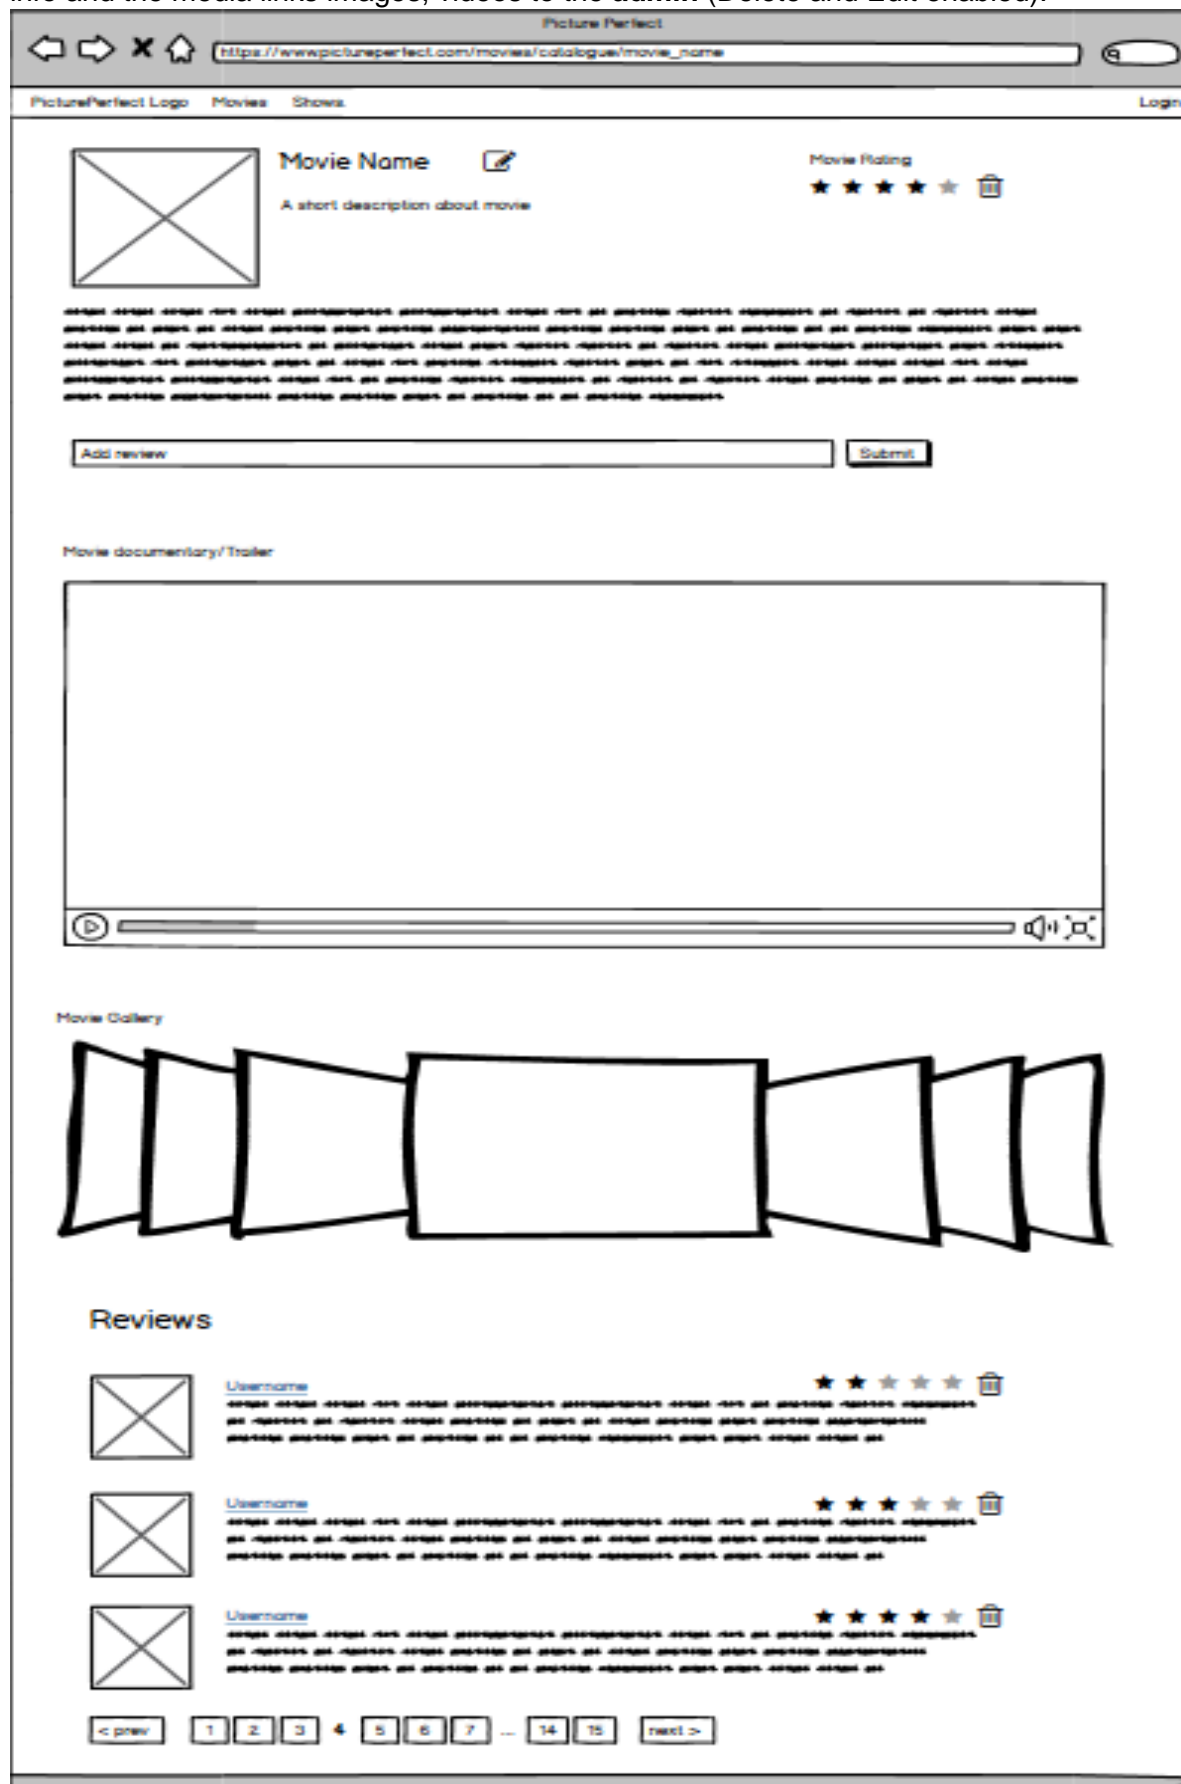 info and the media links images, videos to the admin (Delete and Edit enabled).
Picture Perfect
https://www.pictureperfect.com/movies/catalogue/movie_name
PicturePerfect Logo Movies Shows Login
Movie Name
Movie Rating
A short description about movie
Add review Submit
Movie documentary/Trailer
Movie Gallery
Reviews
Username
Username
Username
< prev 1 2 3 4 5 6 7 ... 14 15 next >